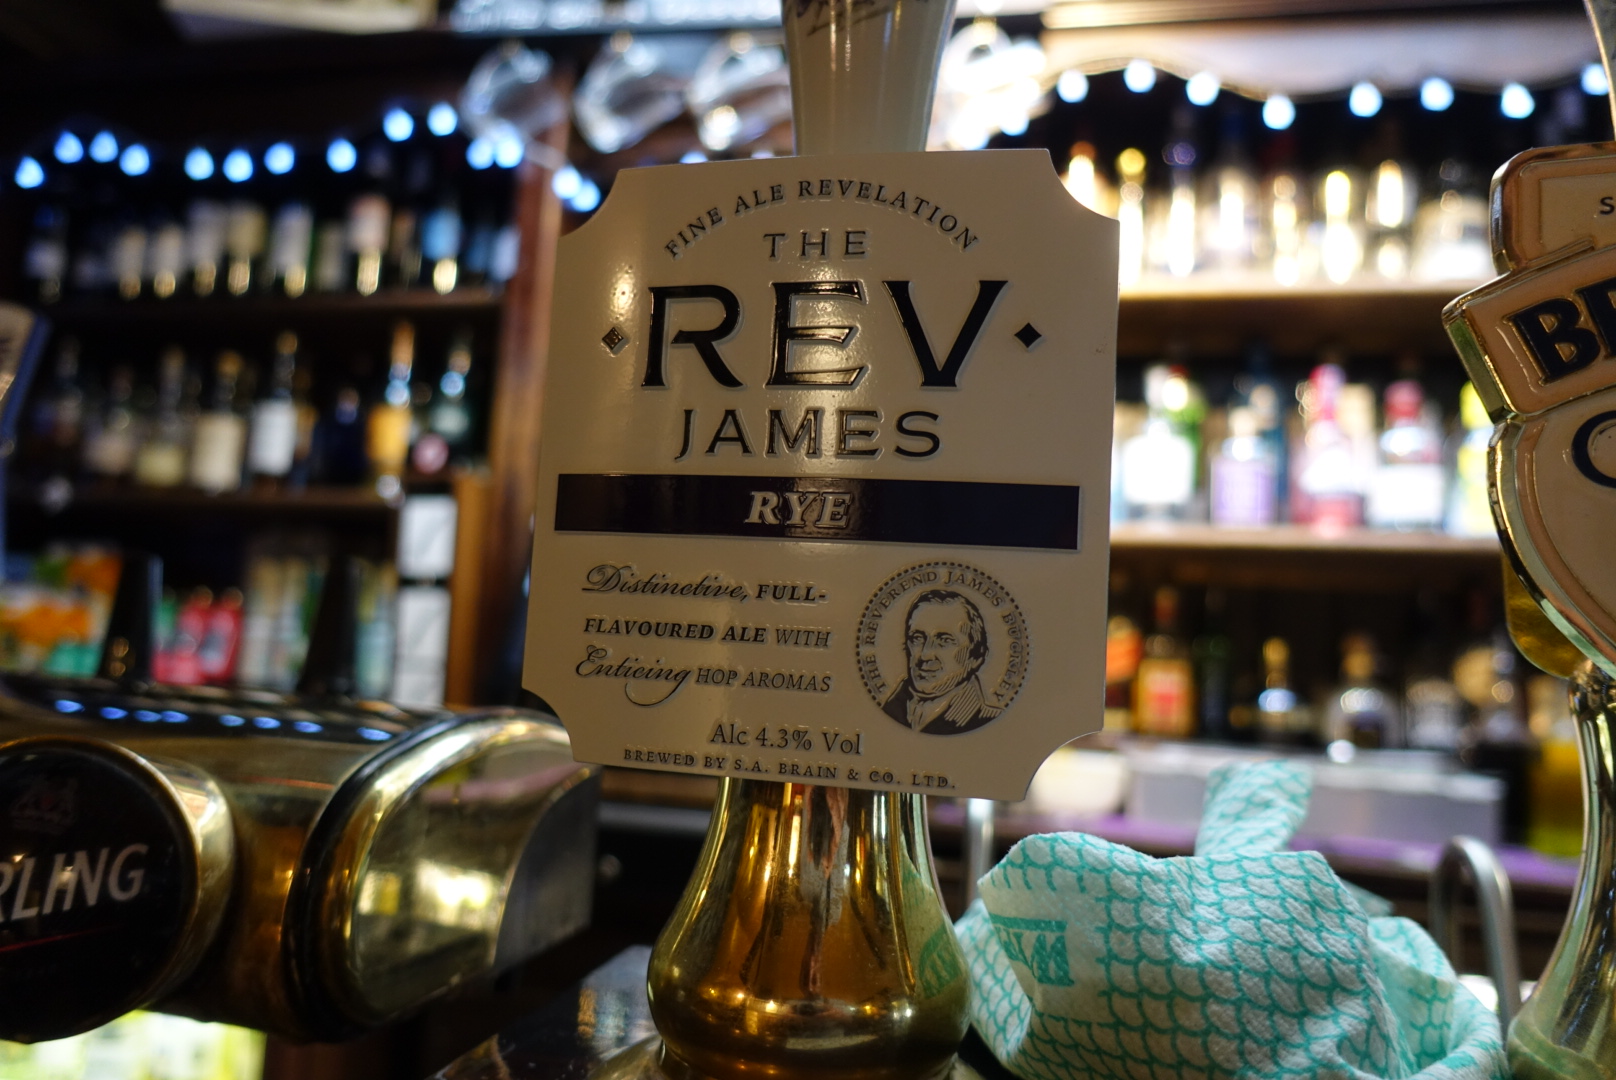 FINE ALE REVELATION
THE
REV
JAMES
RYE
Distinctive, FULL-
FLAVOURED ALE WITH
Enticing HOP AROMAS
THE REVEREND JAMES BUCKLEY
Alc 4.3% Vol
BREWED BY S.A. BRAIN & CO. LTD.
RLING